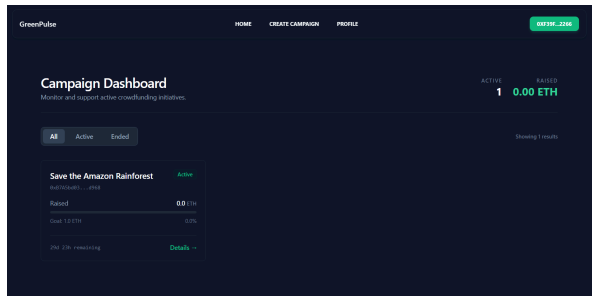 GreenPulse HOME CREATE CAMPAIGN PROFILE 0XF39F...2266
Campaign Dashboard
Monitor and support active crowdfunding initiatives.
ACTIVE RAISED
1 0.00 ETH
All Active Ended Showing 1 results
Save the Amazon Rainforest Active
Raised 0.0 ETH
Goal: 1.0 ETH 0.0%
29d 23h remaining Details →